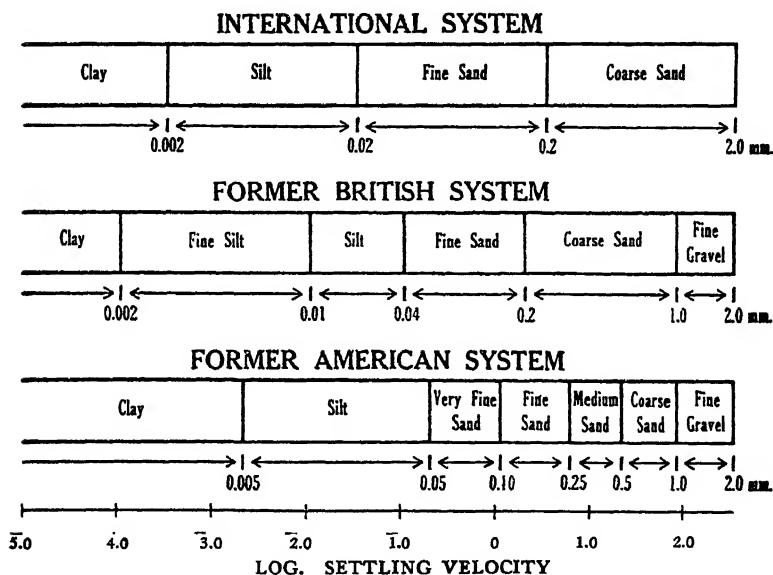 INTERNATIONAL SYSTEM
Clay Silt Fine Sand Coarse Sand
0.002 0.02 0.2 2.0 mm.
FORMER BRITISH SYSTEM
Clay Fine Silt Silt Fine Sand Coarse Sand Fine
Gravel
0.002 0.01 0.04 0.2 1.0 2.0 mm.
FORMER AMERICAN SYSTEM
Clay Silt Very Fine Fine Medium Coarse Fine
Sand Sand Sand Sand Gravel
0.005 0.05 0.10 0.25 0.5 1.0 2.0 mm.
5̄.0 4̄.0 3̄.0 2̄.0 1̄.0 0 1.0 2.0
LOG. SETTLING VELOCITY